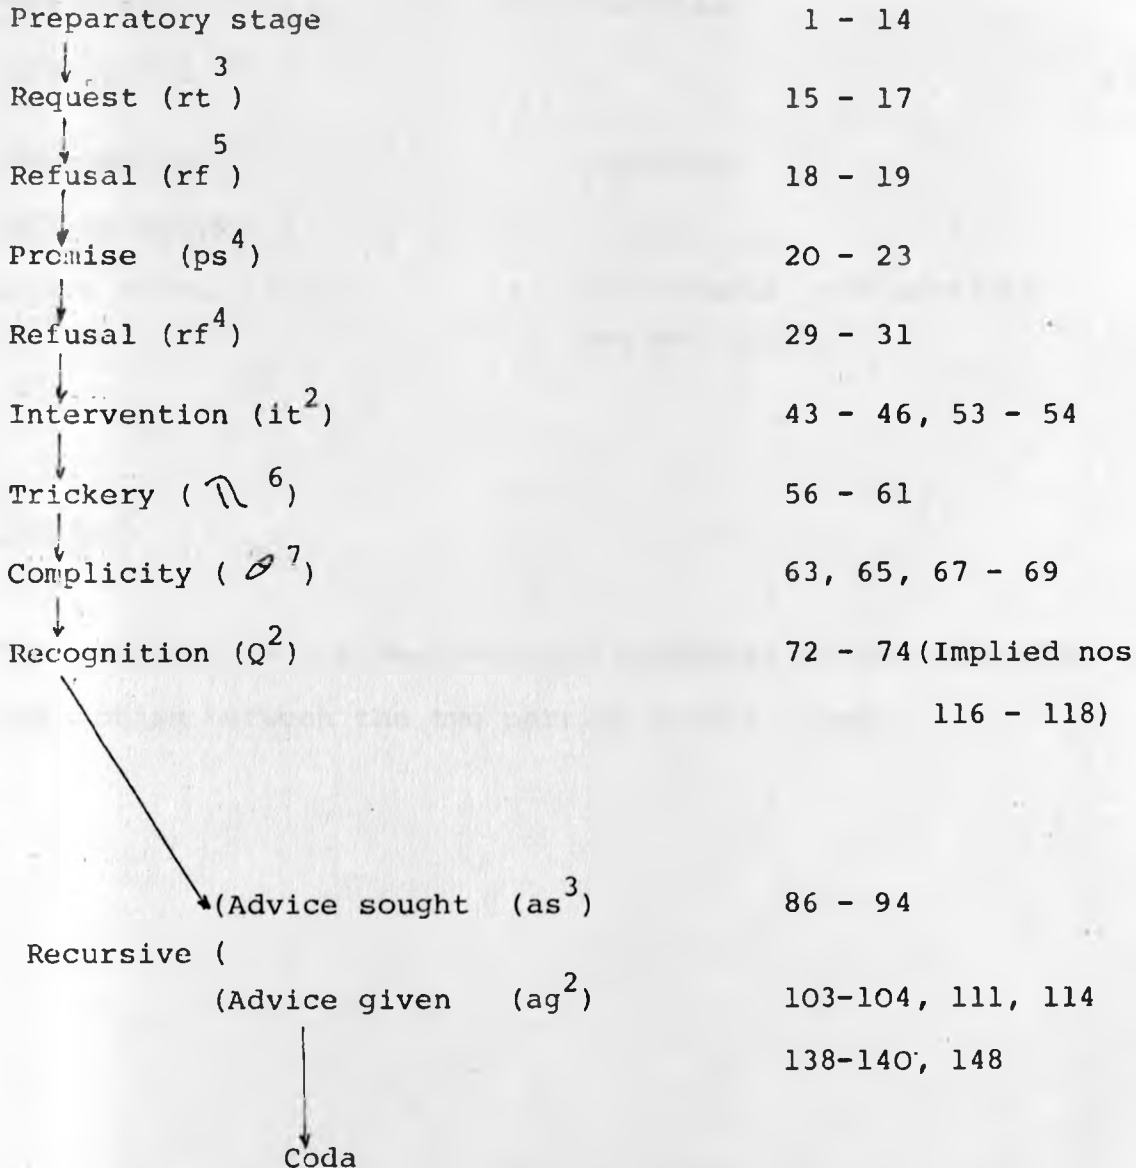 Preparatory stage 1 - 14
Request (rt³) 15 - 17
Refusal (rf⁵) 18 - 19
Promise (ps⁴) 20 - 23
Refusal (rf⁴) 29 - 31
Intervention (it²) 43 - 46, 53 - 54
Trickery ( ⁶) 56 - 61
Complicity ( ⁷) 63, 65, 67 - 69
Recognition (Q²) 72 - 74 (Implied nos
116 - 118)
(Advice sought (as³) 86 - 94
Recursive (
(Advice given (ag²) 103-104, 111, 114
138-140, 148
Coda